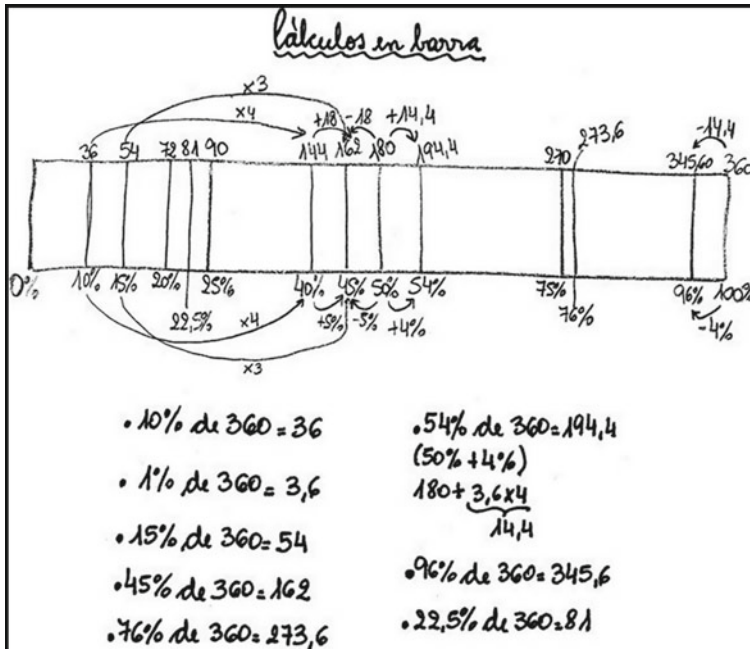 Cálculos en barra
×3
×4
+18 -18 +14,4 273,6 -14,4
36 54 72 81 90 144 162 180 194,4 270 345,60 360
0% 10% 15% 20% 25% 40% 45% 50% 54% 75% 96% 100%
22,5% ×4 +5% -5% +4% 76% -4%
×3
• 10% de 360 = 36
• 1% de 360 = 3,6
• 15% de 360 = 54
• 45% de 360 = 162
• 76% de 360 = 273,6
• 54% de 360 = 194,4
(50% + 4%)
180 + 3,6 x 4
14,4
• 96% de 360 = 345,6
• 22,5% de 360 = 81